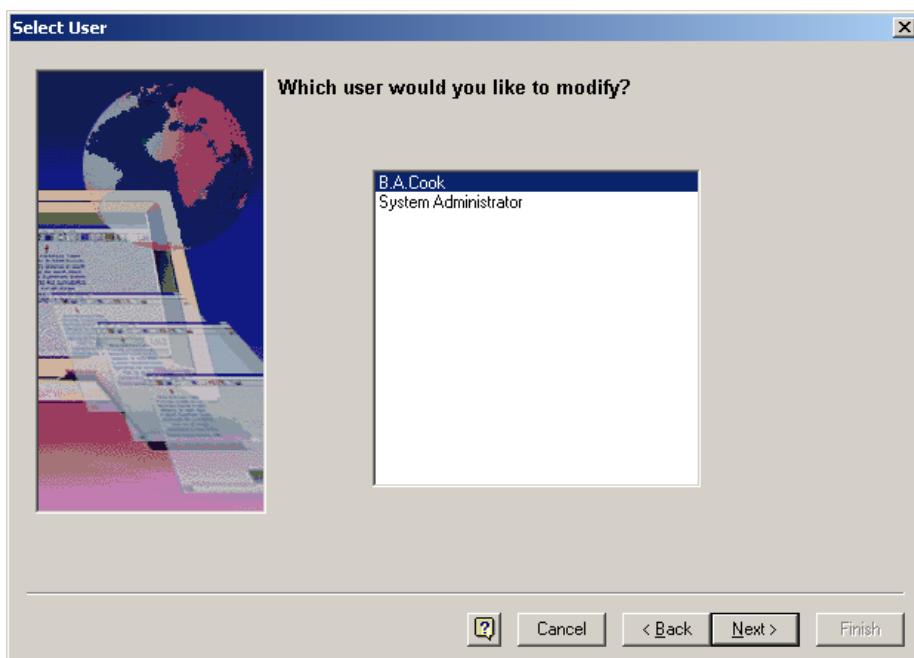 Select User
Which user would you like to modify?
B.A.Cook
System Administrator
Cancel
< Back
Next >
Finish